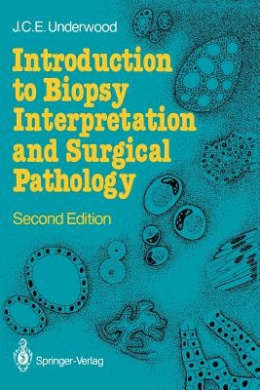 J.C.E. Underwood
Introduction
to Biopsy
Interpretation
and Surgical
Pathology
Second Edition
Springer-Verlag